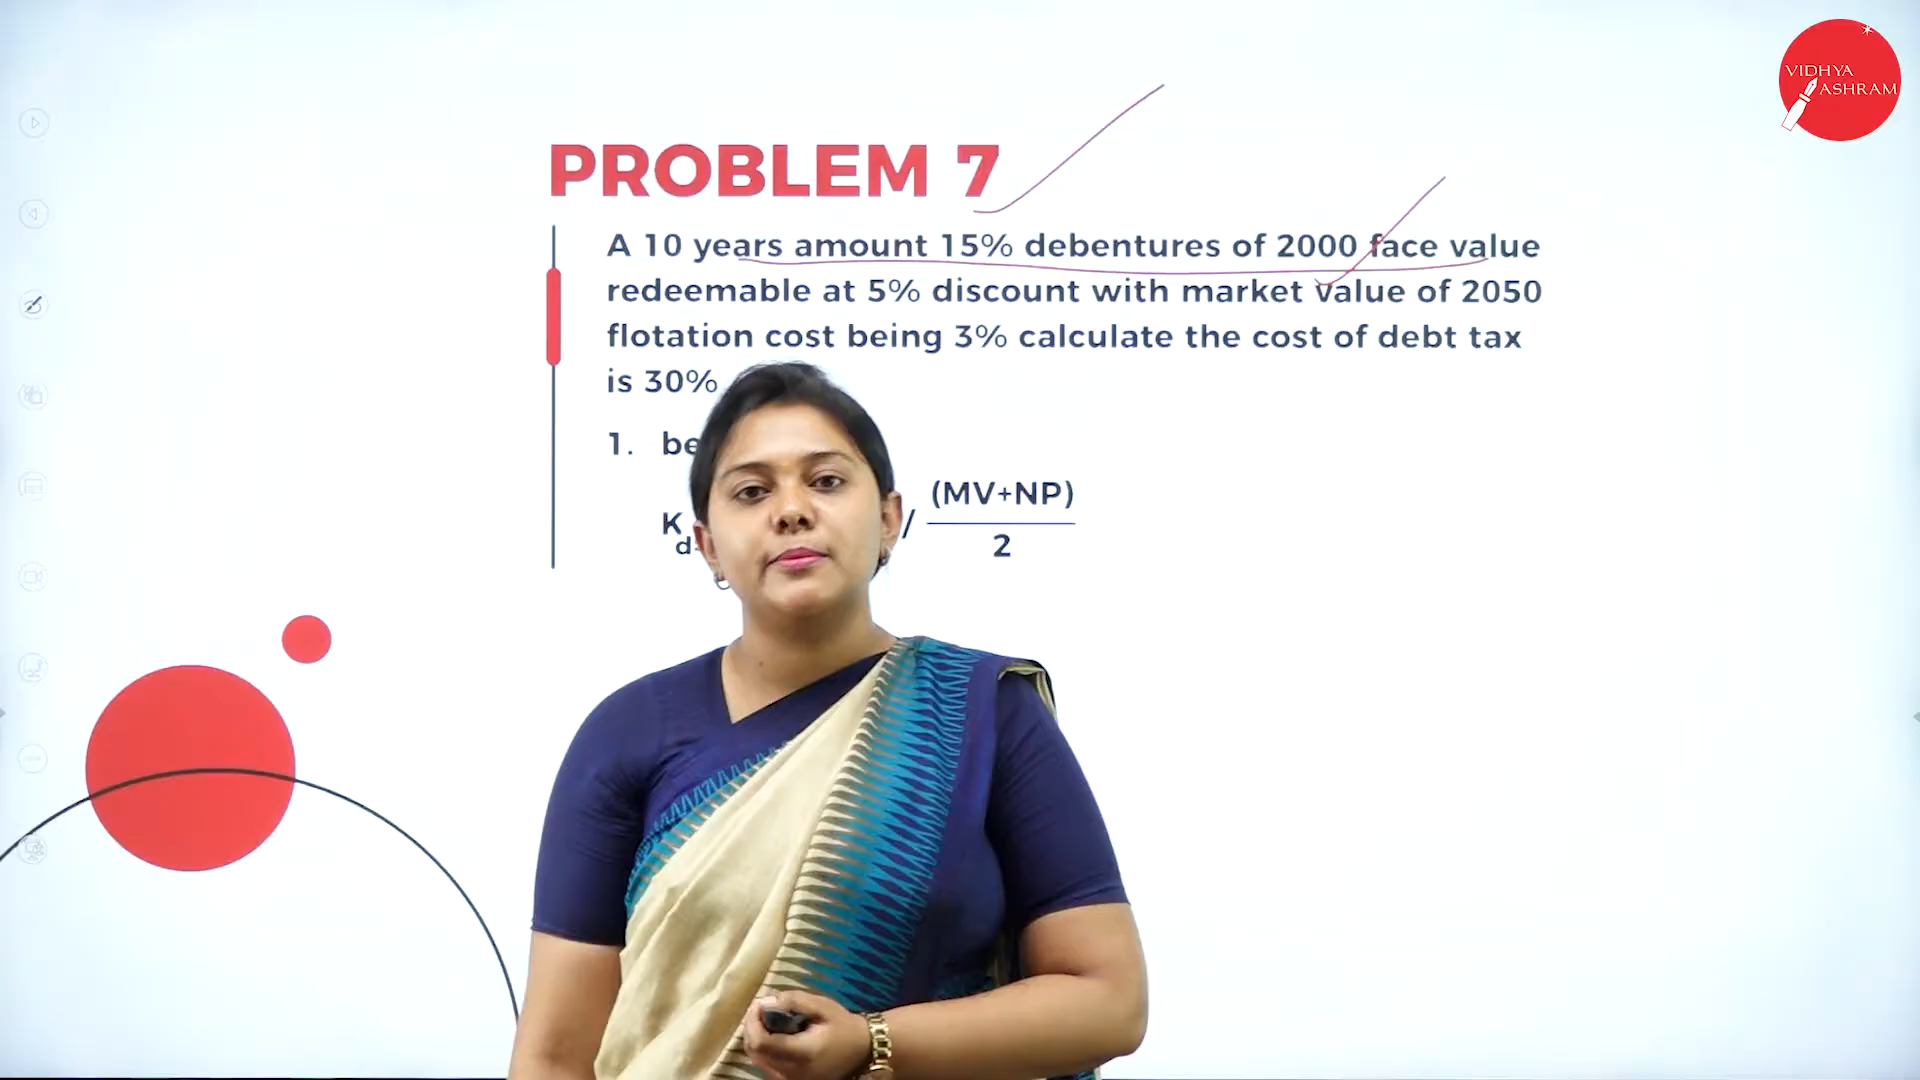 VIDHYA
ASHRAM
PROBLEM 7
A 10 years amount 15% debentures of 2000 face value
redeemable at 5% discount with market value of 2050
flotation cost being 3% calculate the cost of debt tax
is 30%
1. be
K / (MV+NP)
d= 2